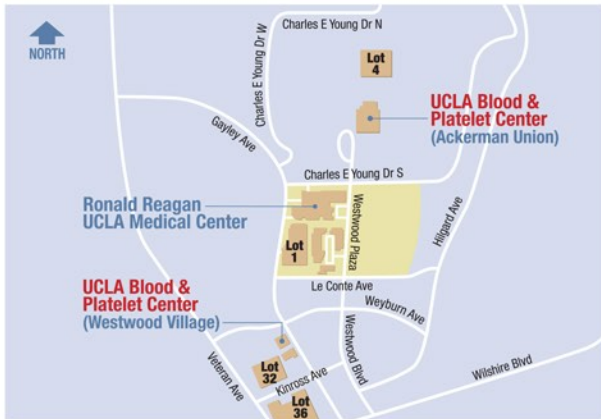 Charles E Young Dr N
NORTH
Charles E Young Dr W
Lot
4
UCLA Blood &
Platelet Center
(Ackerman Union)
Gayley Ave
Charles E Young Dr S
Ronald Reagan
UCLA Medical Center
Westwood Plaza
Hilgard Ave
Lot
1
Le Conte Ave
UCLA Blood &
Platelet Center
(Westwood Village)
Weyburn Ave
Westwood Blvd
Veteran Ave
Lot
32
Kinross Ave
Wilshire Blvd
Lot
36